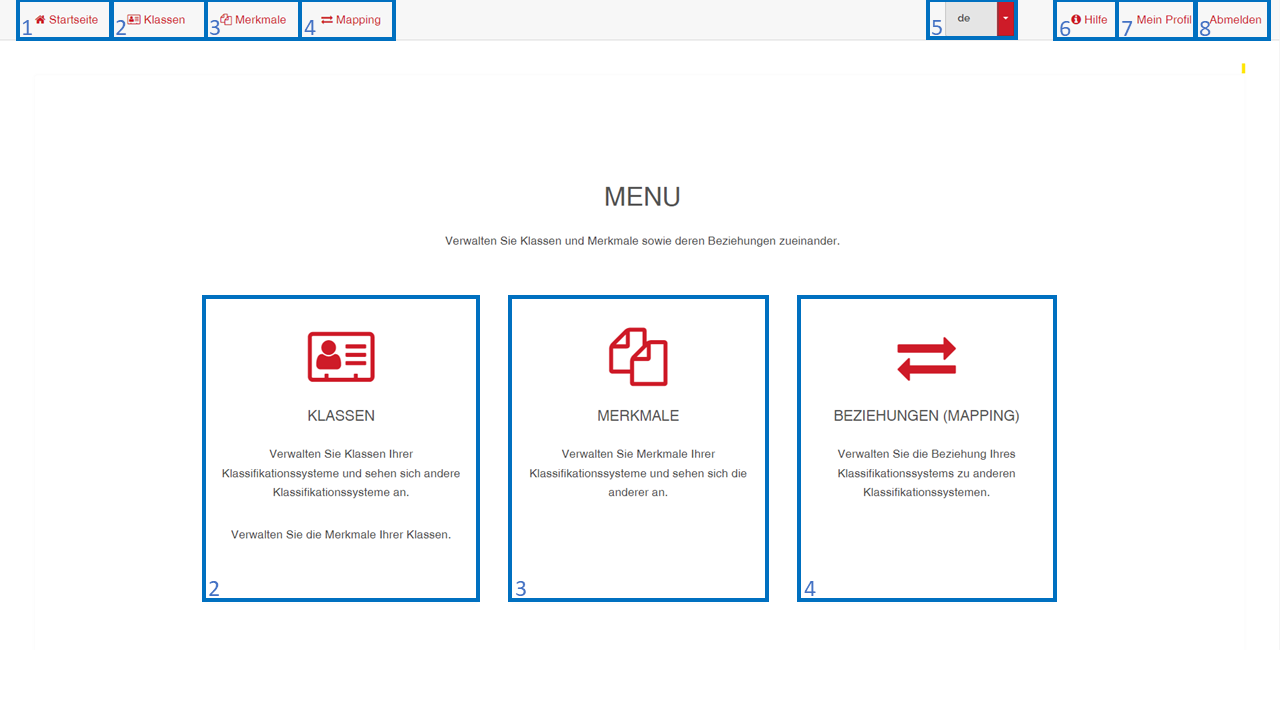 1 Startseite 2 Klassen 3 Merkmale 4 Mapping 5 de 6 Hilfe 7 Mein Profil 8 Abmelden
MENU
Verwalten Sie Klassen und Merkmale sowie deren Beziehungen zueinander.
KLASSEN
Verwalten Sie Klassen Ihrer
Klassifikationssysteme und sehen sich andere
Klassifikationssysteme an.
Verwalten Sie die Merkmale Ihrer Klassen.
2
MERKMALE
Verwalten Sie Merkmale Ihrer
Klassifikationssysteme und sehen sich die
anderer an.
3
BEZIEHUNGEN (MAPPING)
Verwalten Sie die Beziehung Ihres
Klassifikationssystems zu anderen
Klassifikationssystemen.
4